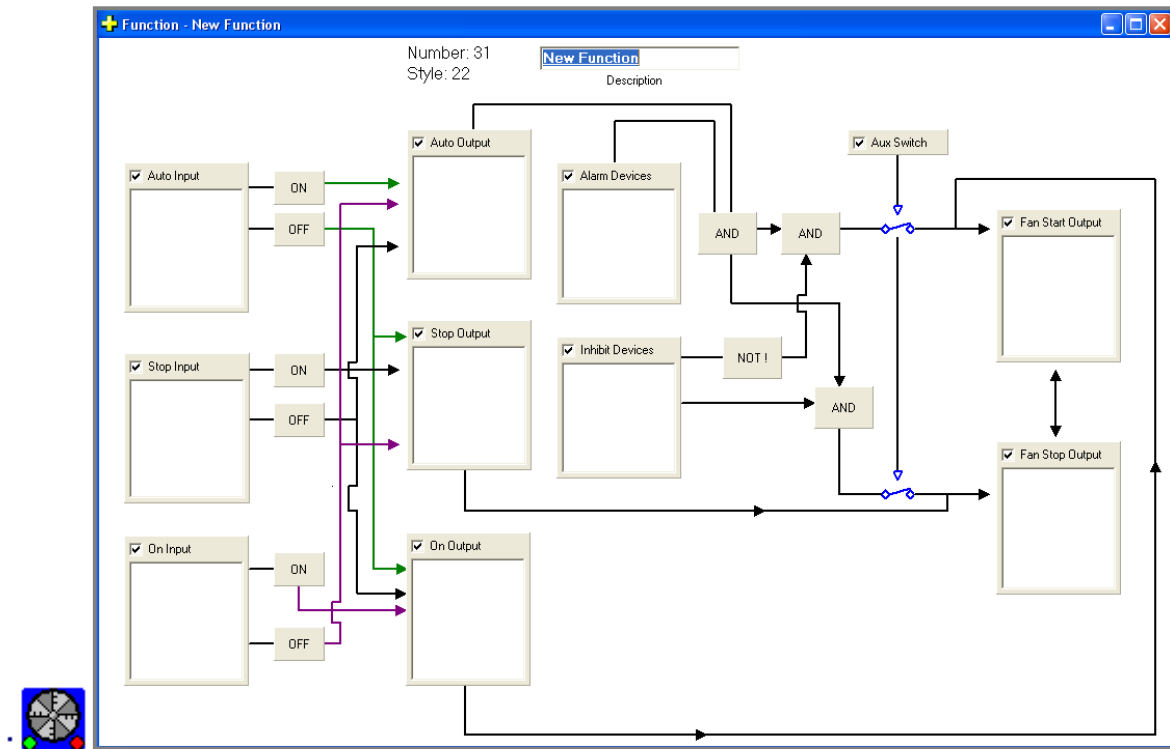 Function - New Function
Number: 31
Style: 22
New Function
Description
Auto Input
ON
OFF
Auto Output
Alarm Devices
Aux Switch
AND
AND
Fan Start Output
Stop Input
ON
OFF
Stop Output
Inhibit Devices
NOT !
AND
Fan Stop Output
On Input
ON
OFF
On Output